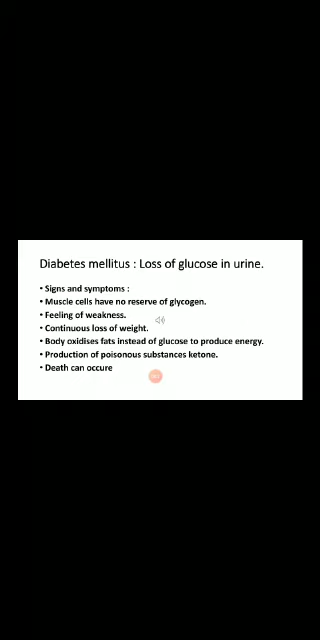 Diabetes mellitus : Loss of glucose in urine.
• Signs and symptoms :
• Muscle cells have no reserve of glycogen.
• Feeling of weakness.
• Continuous loss of weight.
• Body oxidises fats instead of glucose to produce energy.
• Production of poisonous substances ketone.
• Death can occure